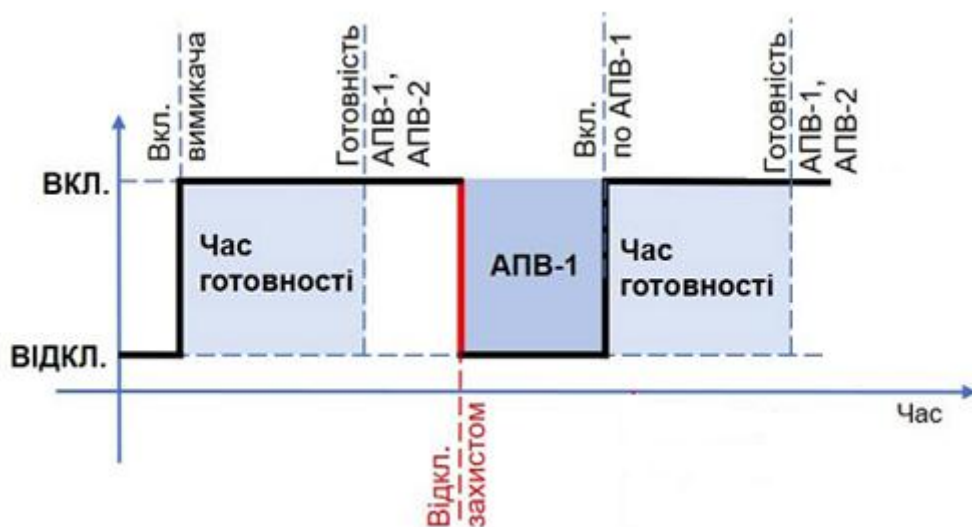 Вкл.
вимикача
Готовність
АПВ-1,
АПВ-2
Вкл.
по АПВ-1
Готовність
АПВ-1,
АПВ-2
ВКЛ.
Час
готовності
АПВ-1
Час
готовності
ВІДКЛ.
Час
Відкл.
захистом